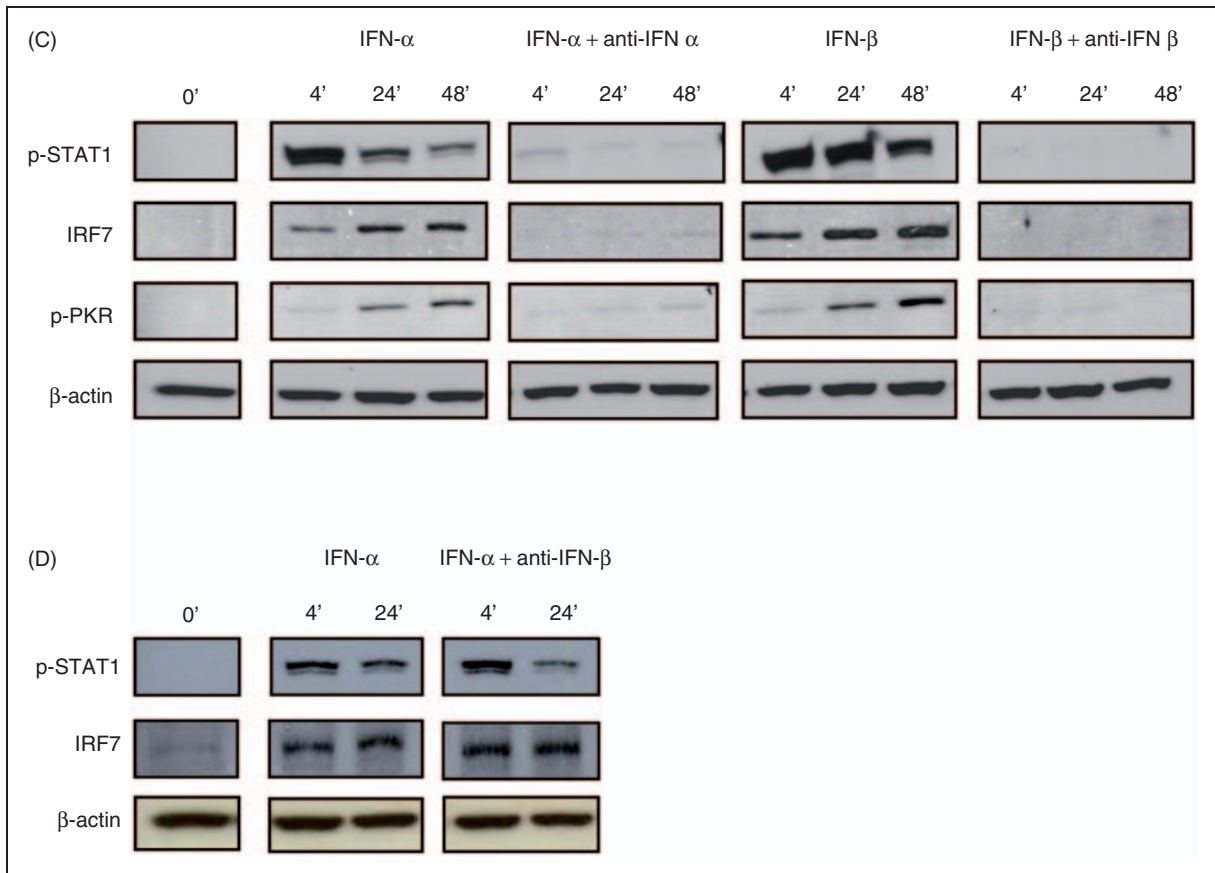 (C)
IFN-α IFN-α + anti-IFN α IFN-β IFN-β + anti-IFN β
0' 4' 24' 48' 4' 24' 48' 4' 24' 48' 4' 24' 48'
p-STAT1
IRF7
p-PKR
β-actin
(D)
IFN-α IFN-α + anti-IFN-β
0' 4' 24' 4' 24'
p-STAT1
IRF7
β-actin